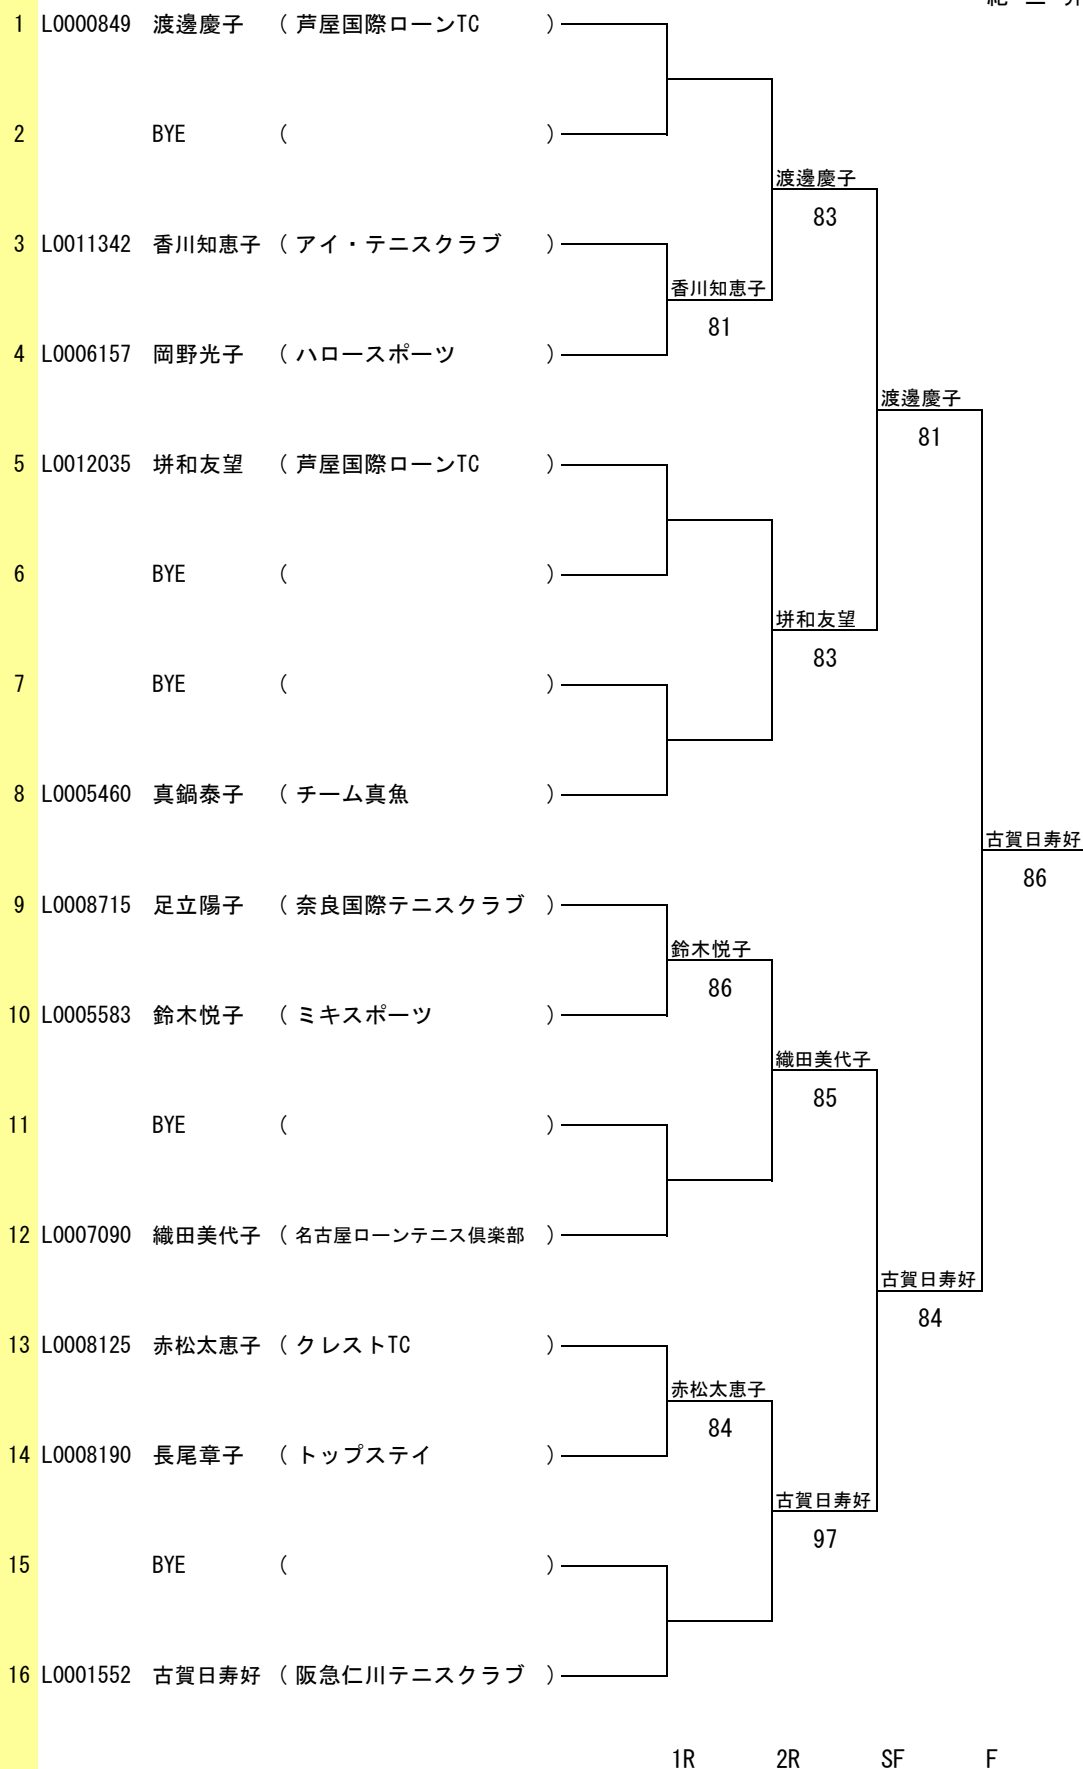 1 L0000849 渡邊慶子 ( 芦屋国際ローンTC )
2 BYE ( )
渡邊慶子
83
3 L0011342 香川知恵子 ( アイ・テニスクラブ )
香川知恵子
81
4 L0006157 岡野光子 ( ハロースポーツ )
渡邊慶子
81
5 L0012035 垪和友望 ( 芦屋国際ローンTC )
6 BYE ( )
垪和友望
83
7 BYE ( )
8 L0005460 真鍋泰子 ( チーム真魚 )
古賀日寿好
86
9 L0008715 足立陽子 ( 奈良国際テニスクラブ )
鈴木悦子
86
10 L0005583 鈴木悦子 ( ミキスポーツ )
織田美代子
85
11 BYE ( )
12 L0007090 織田美代子 ( 名古屋ローンテニス倶楽部 )
古賀日寿好
84
13 L0008125 赤松太恵子 ( クレストTC )
赤松太恵子
84
14 L0008190 長尾章子 ( トップステイ )
古賀日寿好
97
15 BYE ( )
16 L0001552 古賀日寿好 ( 阪急仁川テニスクラブ )
1R 2R SF F